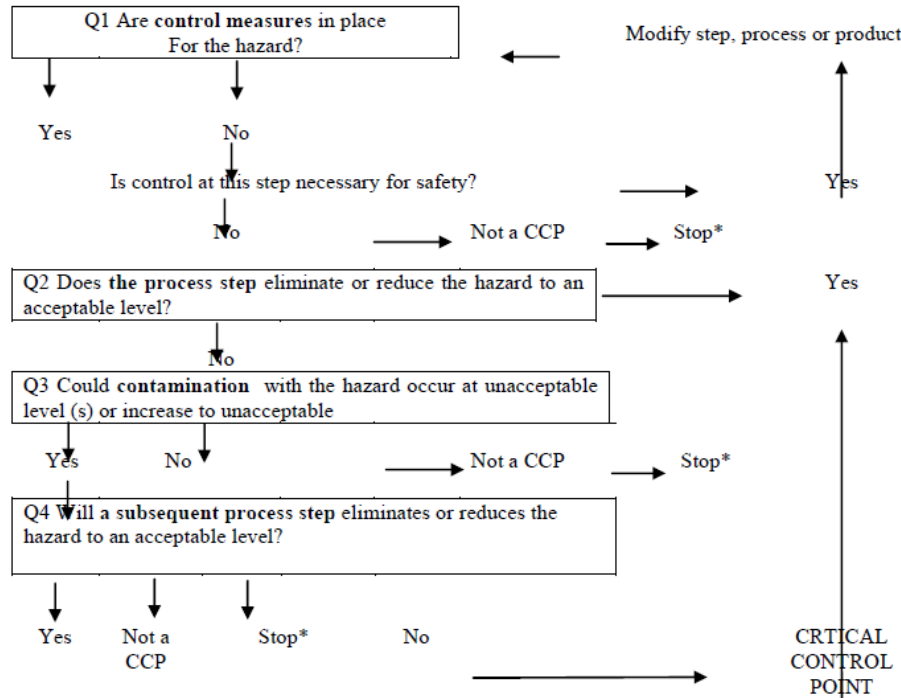 Q1 Are control measures in place
For the hazard?
Modify step, process or product
Yes
No
Is control at this step necessary for safety?
Yes
No
Not a CCP
Stop*
Q2 Does the process step eliminate or reduce the hazard to an
acceptable level?
Yes
No
Q3 Could contamination with the hazard occur at unacceptable
level (s) or increase to unacceptable
Yes
No
Not a CCP
Stop*
Q4 Will a subsequent process step eliminates or reduces the
hazard to an acceptable level?
Yes
Not a
CCP
Stop*
No
CRTICAL
CONTROL
POINT